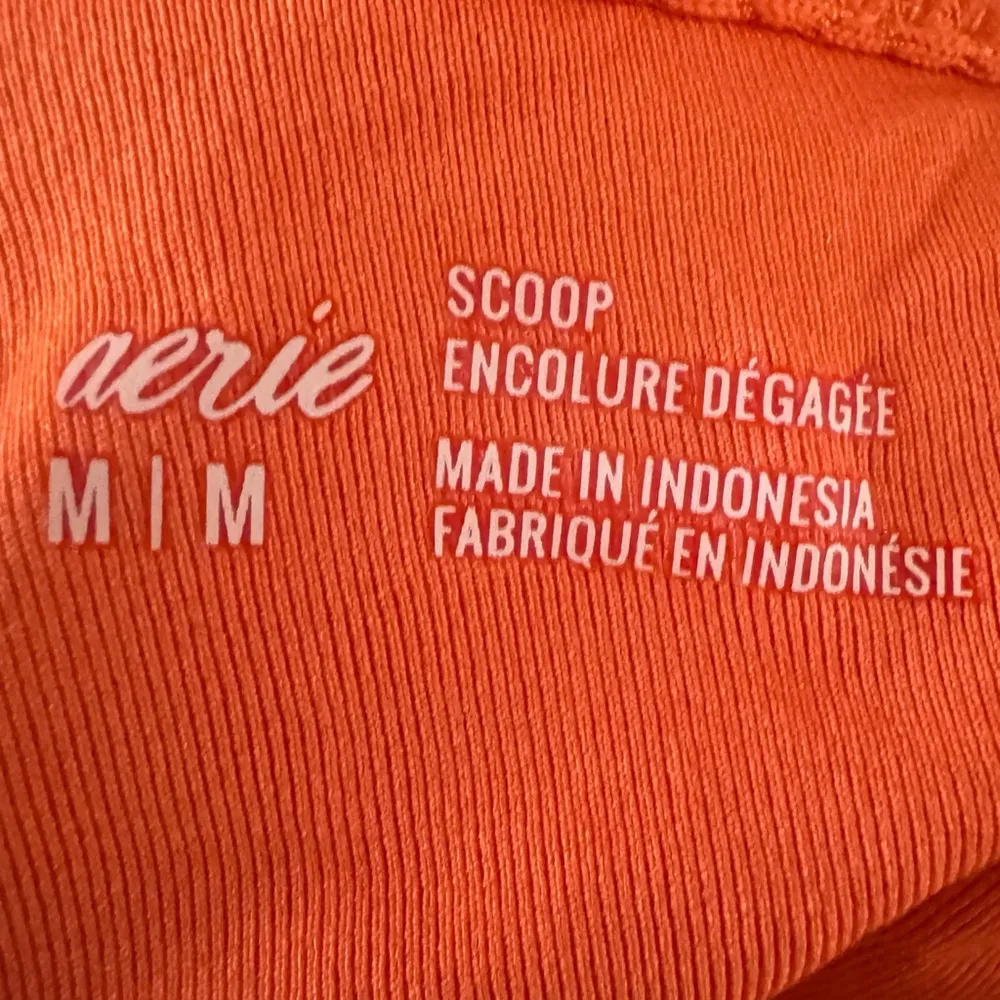 aerie
M | M
SCOOP
ENCOLURE DÉGAGÉE
MADE IN INDONESIA
FABRIQUÉ EN INDONÉSIE